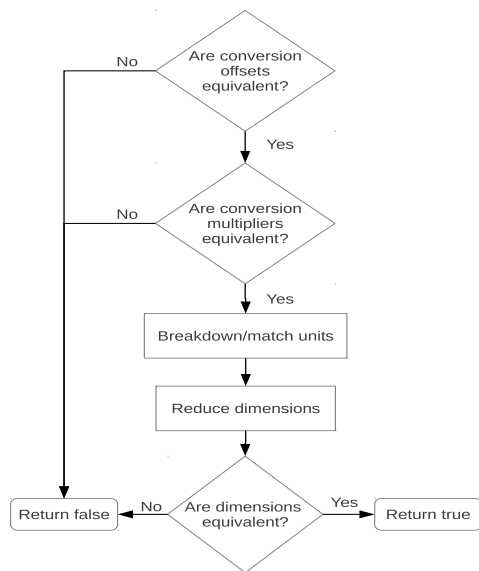 Are conversion
offsets
equivalent?
No
Yes
Are conversion
multipliers
equivalent?
No
Yes
Breakdown/match units
Reduce dimensions
Are dimensions
equivalent?
No
Yes
Return false
Return true